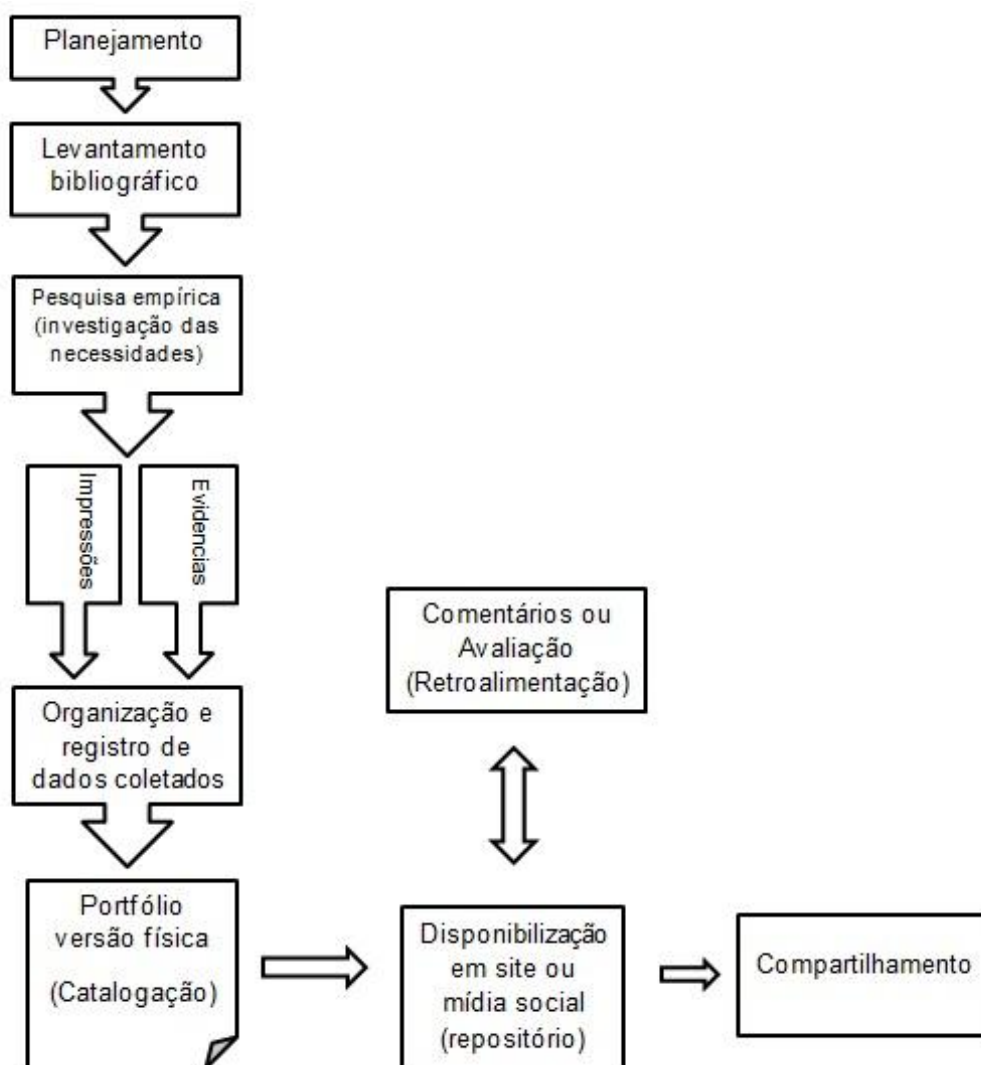 Planejamento
Levantamento
bibliográfico
Pesquisa empírica
(investigação das
necessidades)
Impressões
Evidencias
Organização e
registro de
dados coletados
Portfólio
versão física
(Catalogação)
Comentários ou
Avaliação
(Retroalimentação)
Disponibilização
em site ou
mídia social
(repositório)
Compartilhamento